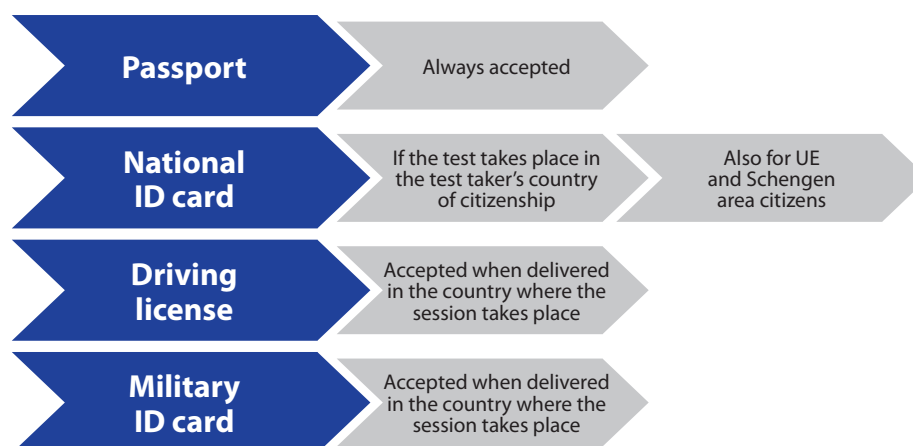 Passport
Always accepted
National
ID card
If the test takes place in
the test taker's country
of citizenship
Also for UE
and Schengen
area citizens
Driving
license
Accepted when delivered
in the country where the
session takes place
Military
ID card
Accepted when delivered
in the country where the
session takes place